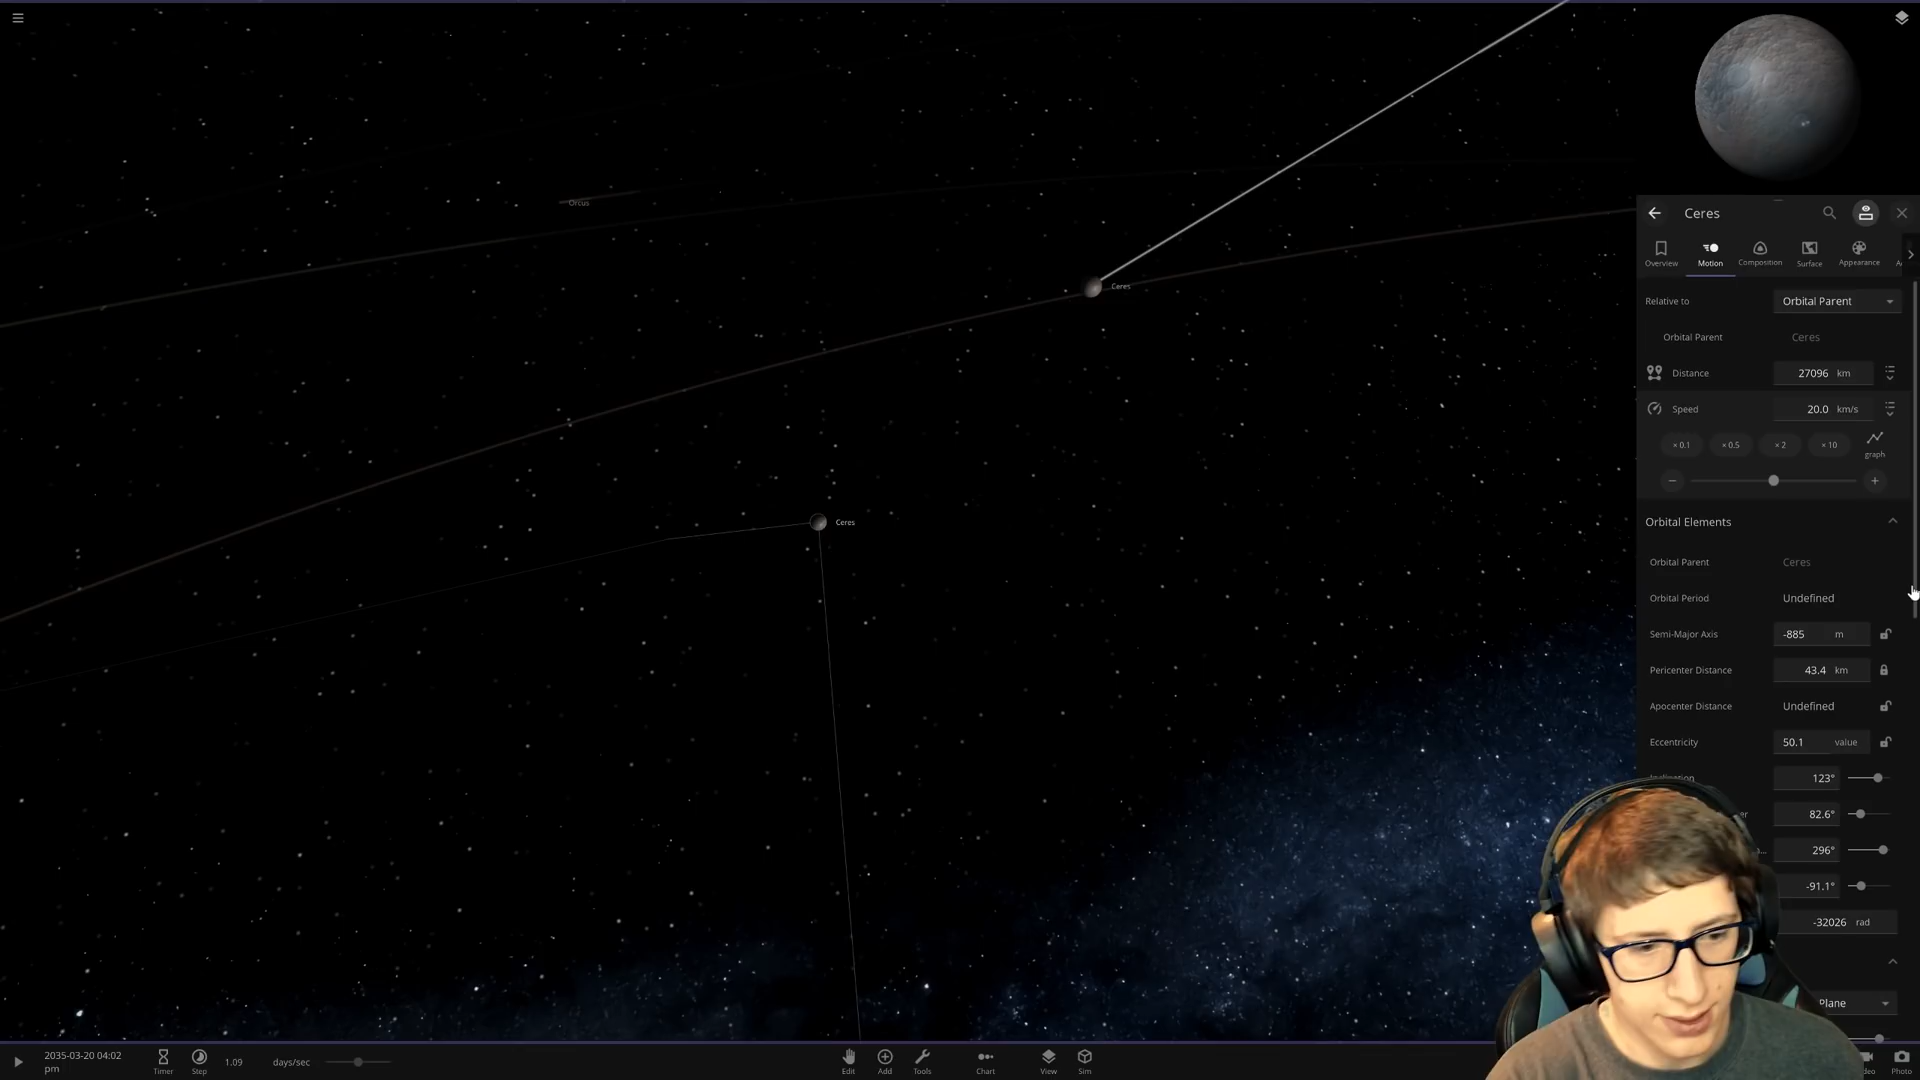 Orcus
Ceres
Ceres
Ceres
Overview
Motion
Composition
Surface
Appearance
Relative to
Orbital Parent
Orbital Parent
Ceres
Distance
27096 km
Speed
20.0 km/s
× 0.1
× 0.5
× 2
× 10
graph
Orbital Elements
Orbital Parent
Ceres
Orbital Period
Undefined
Semi-Major Axis
-885 m
Pericenter Distance
43.4 km
Apocenter Distance
Undefined
Eccentricity
50.1 value
123°
82.6°
296°
-91.1°
-32026 rad
Plane
2035-03-20 04:02
pm
Timer
Step
1.09
days/sec
Edit
Add
Tools
Chart
View
Sim
Photo